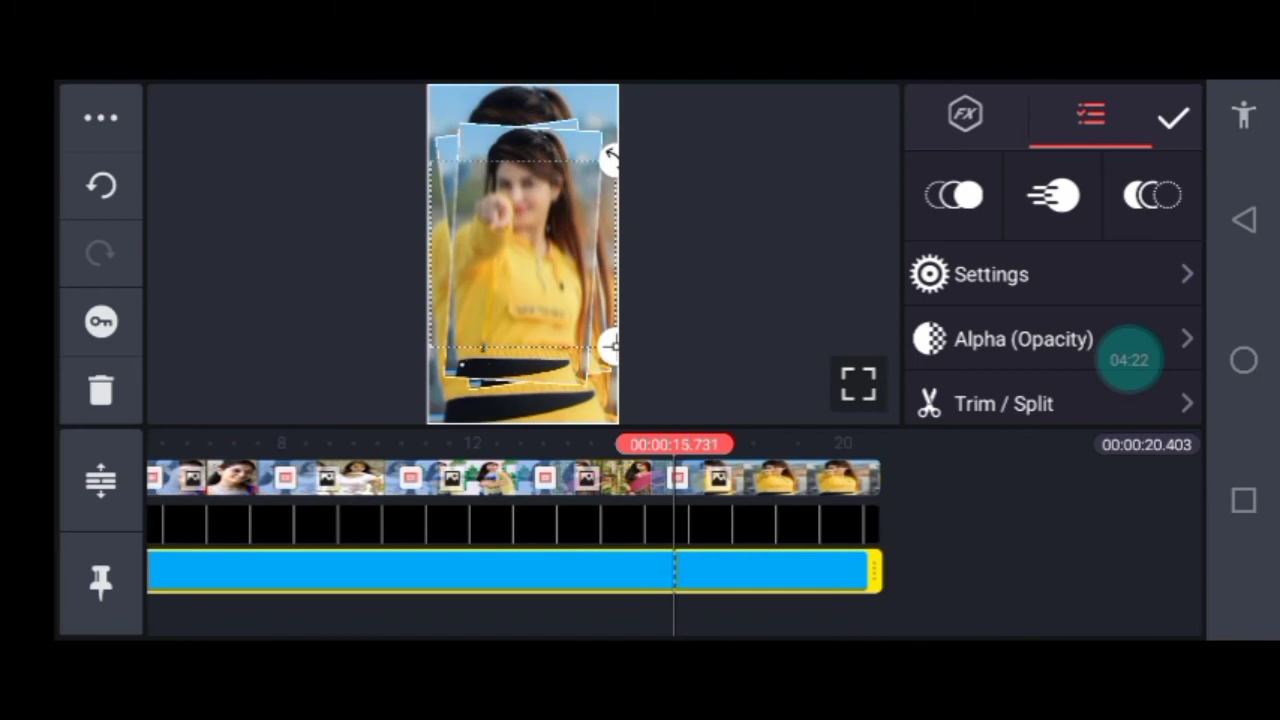 FX
Settings
Alpha (Opacity)
04:22
Trim / Split
8
12
00:00:15.731
20
00:00:20.403